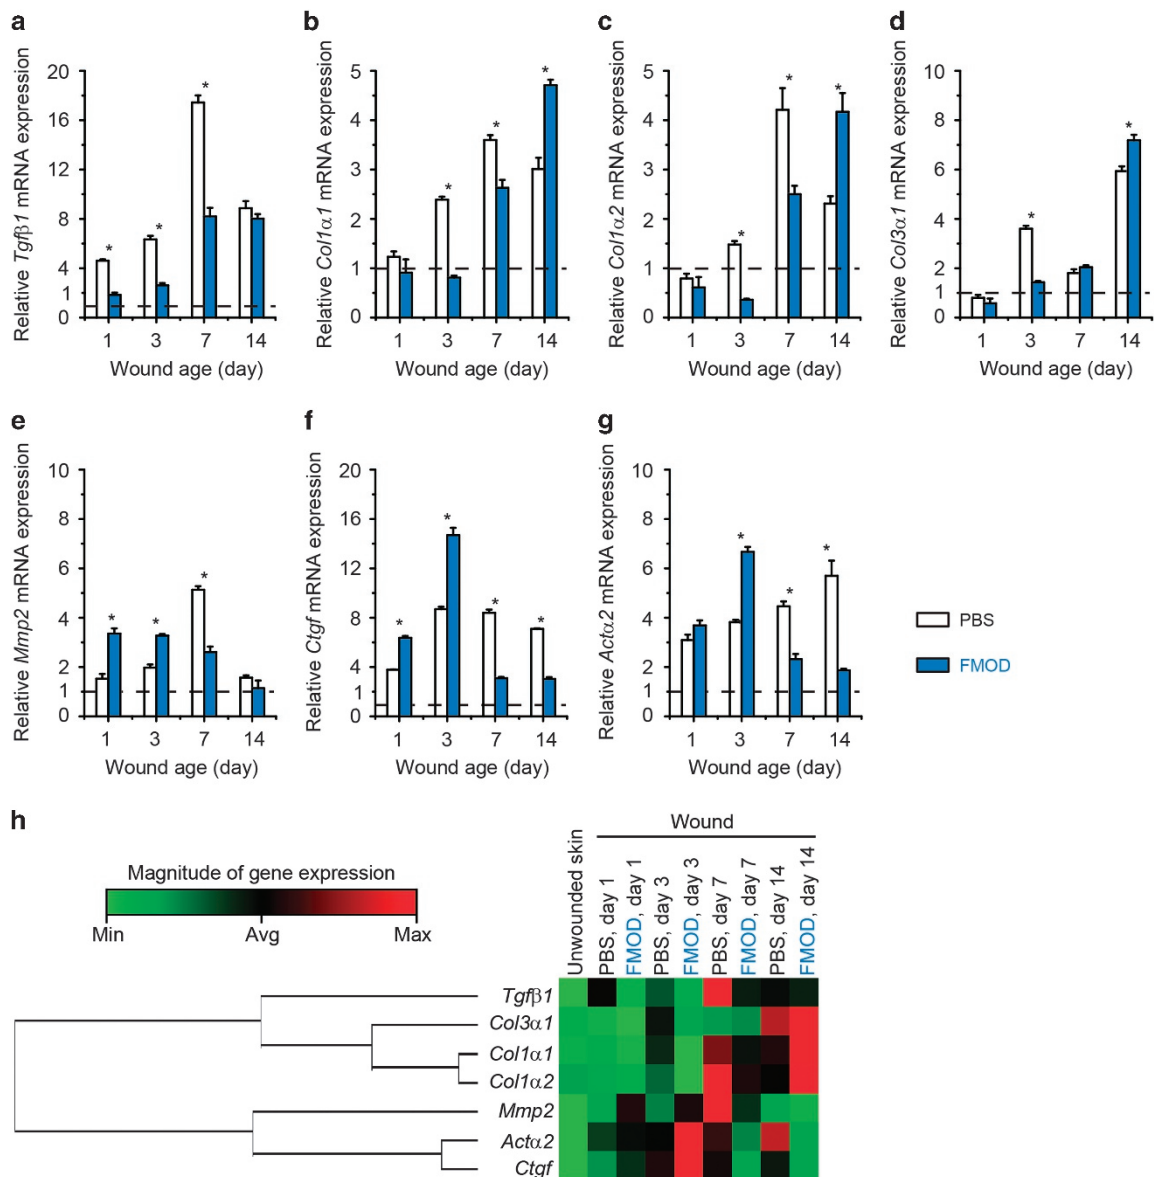 a
Relative Tgfβ1 mRNA expression
20
16
12
8
4
1
0
1 3 7 14
Wound age (day)
* * *
b
Relative Col1α1 mRNA expression
5
4
3
2
1
0
1 3 7 14
Wound age (day)
* * *
c
Relative Col1α2 mRNA expression
5
4
3
2
1
0
1 3 7 14
Wound age (day)
* * *
d
Relative Col3α1 mRNA expression
10
8
6
4
2
1
0
1 3 7 14
Wound age (day)
* *
e
Relative Mmp2 mRNA expression
10
8
6
4
2
1
0
1 3 7 14
Wound age (day)
* * *
f
Relative Ctgf mRNA expression
20
16
12
8
4
1
0
1 3 7 14
Wound age (day)
* * * *
g
Relative Actα2 mRNA expression
10
8
6
4
2
1
0
1 3 7 14
Wound age (day)
* * *
PBS
FMOD
h
Magnitude of gene expression
Min Avg Max
Wound
Unwounded skin
PBS, day 1
FMOD, day 1
PBS, day 3
FMOD, day 3
PBS, day 7
FMOD, day 7
PBS, day 14
FMOD, day 14
Tgfβ1
Col3α1
Col1α1
Col1α2
Mmp2
Actα2
Ctgf